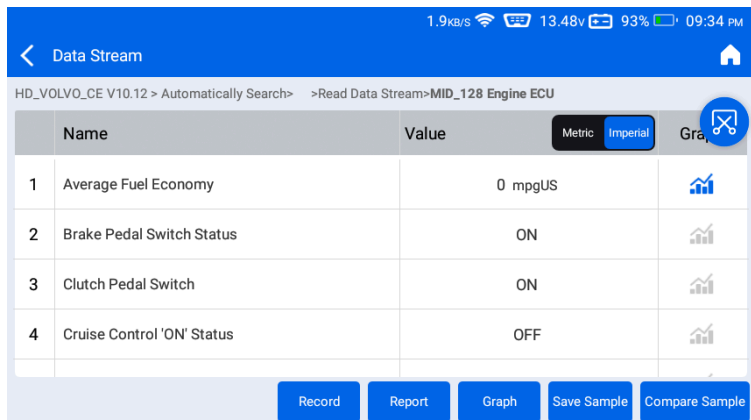 1.9KB/S 13.48V 93% 09:34 PM
Data Stream
HD_VOLVO_CE V10.12 > Automatically Search> >Read Data Stream>MID_128 Engine ECU
Name Value Metric Imperial
1 Average Fuel Economy 0 mpgUS
2 Brake Pedal Switch Status ON
3 Clutch Pedal Switch ON
4 Cruise Control 'ON' Status OFF
Record Report Graph Save Sample Compare Sample